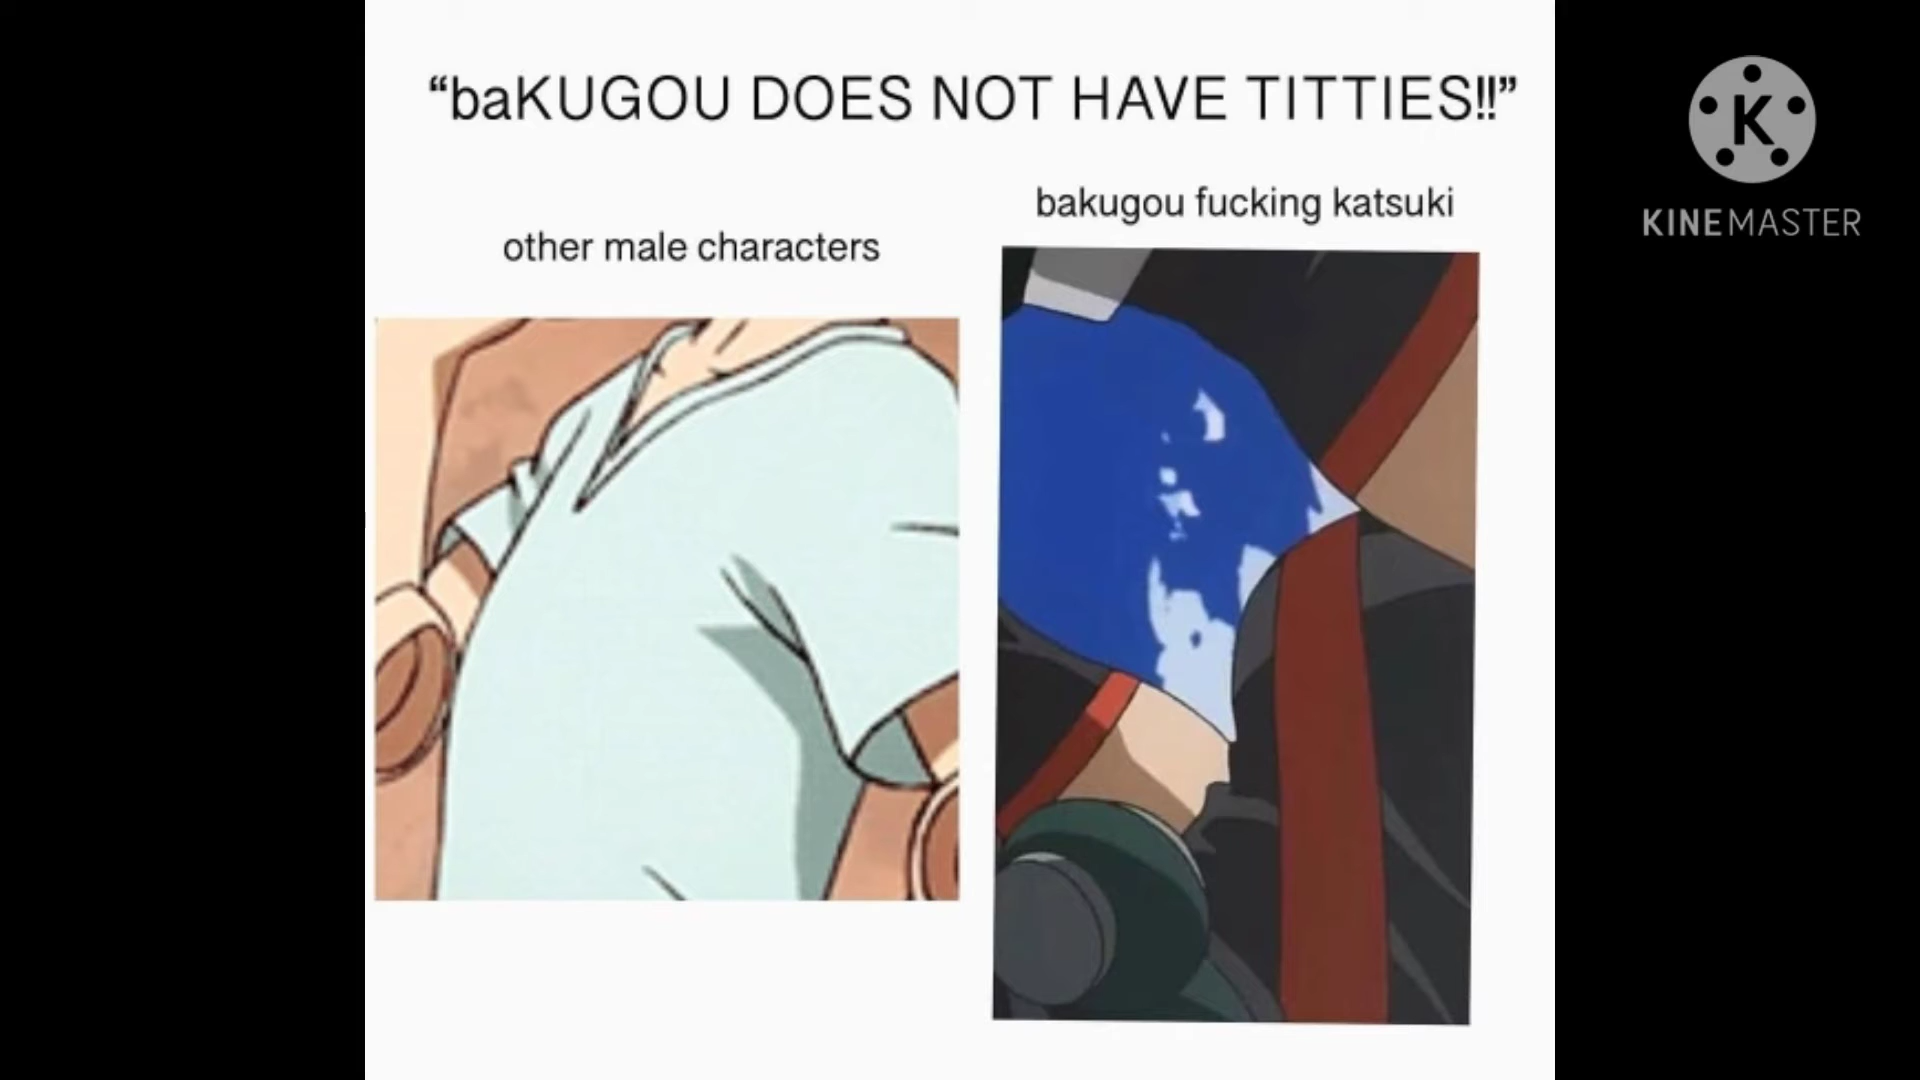 “baKUGOU DOES NOT HAVE TITTIES!!”
bakugou fucking katsuki
other male characters
K
KINEMASTER